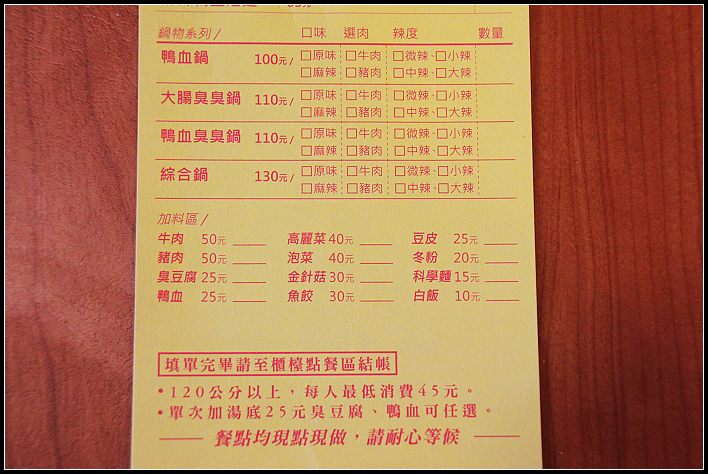 鍋物系列/ 口味 選肉 辣度 數量
鴨血鍋 100元/ □原味 □牛肉 □微辣、□小辣
□麻辣 □豬肉 □中辣、□大辣
大腸臭臭鍋 110元/ □原味 □牛肉 □微辣、□小辣
□麻辣 □豬肉 □中辣、□大辣
鴨血臭臭鍋 110元/ □原味 □牛肉 □微辣、□小辣
□麻辣 □豬肉 □中辣、□大辣
綜合鍋 130元/ □原味 □牛肉 □微辣、□小辣
□麻辣 □豬肉 □中辣、□大辣
加料區/
牛肉 50元 高麗菜 40元 豆皮 25元
豬肉 50元 泡菜 40元 冬粉 20元
臭豆腐 25元 金針菇 30元 科學麵 15元
鴨血 25元 魚餃 30元 白飯 10元
填單完畢請至櫃檯點餐區結帳
•120公分以上，每人最低消費45元。
•單次加湯底25元臭豆腐、鴨血可任選。
餐點均現點現做，請耐心等候